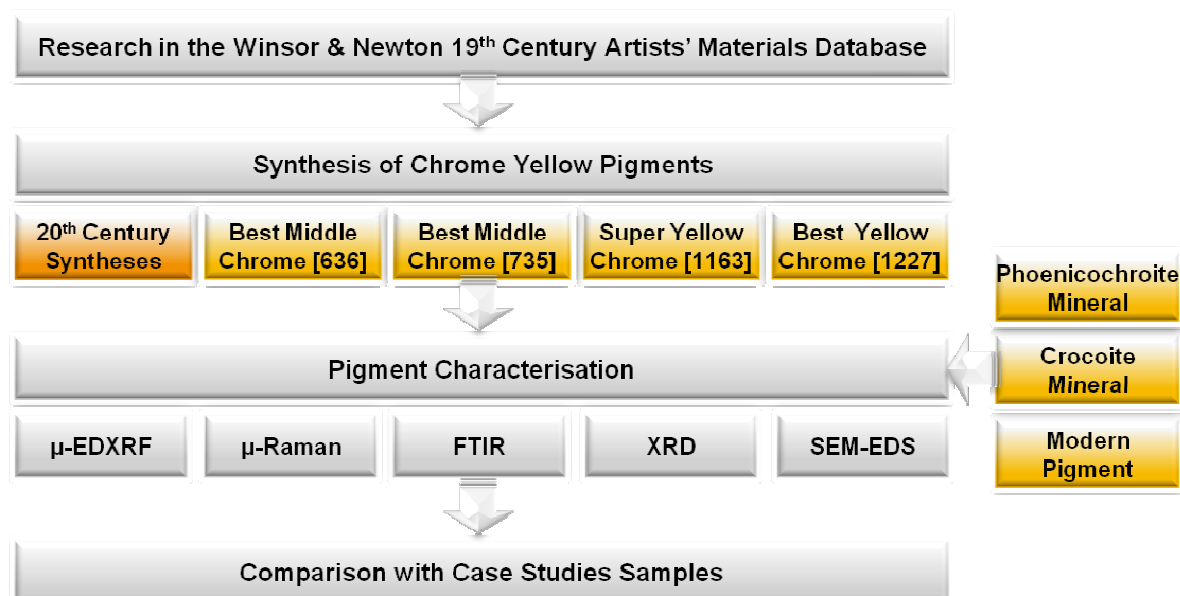 Research in the Winsor & Newton 19th Century Artists' Materials Database
Synthesis of Chrome Yellow Pigments
20th Century
Syntheses
Best Middle
Chrome [636]
Best Middle
Chrome [735]
Super Yellow
Chrome [1163]
Best Yellow
Chrome [1227]
Phoenicochroite
Mineral
Crocoite
Mineral
Modern
Pigment
Pigment Characterisation
µ-EDXRF
µ-Raman
FTIR
XRD
SEM-EDS
Comparison with Case Studies Samples